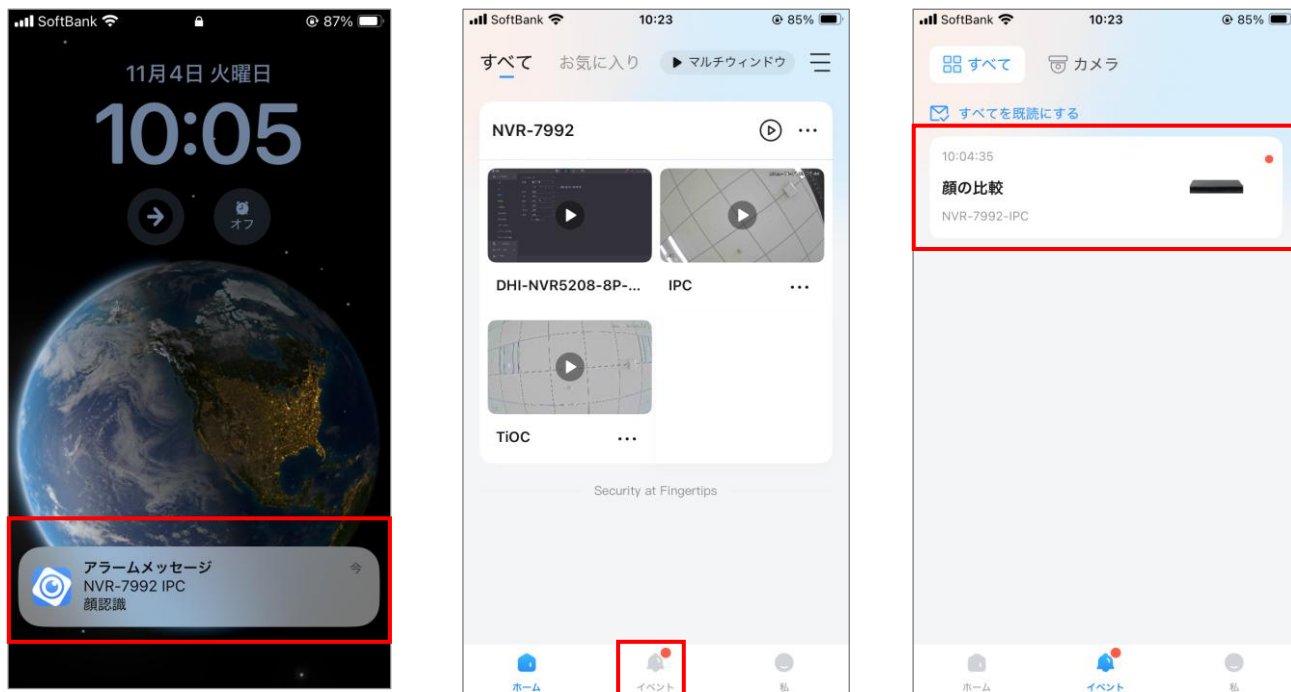 SoftBank
87%
11月4日 火曜日
10:05
オフ
アラームメッセージ
今
NVR-7992 IPC
顔認識
SoftBank
10:23
85%
すべて
お気に入り
マルチウィンドウ
NVR-7992
DHI-NVR5208-8P-...
IPC
TiOC
Security at Fingertips
ホーム
イベント
私
SoftBank
10:23
85%
すべて
カメラ
すべてを既読にする
10:04:35
顔の比較
NVR-7992-IPC
ホーム
イベント
私